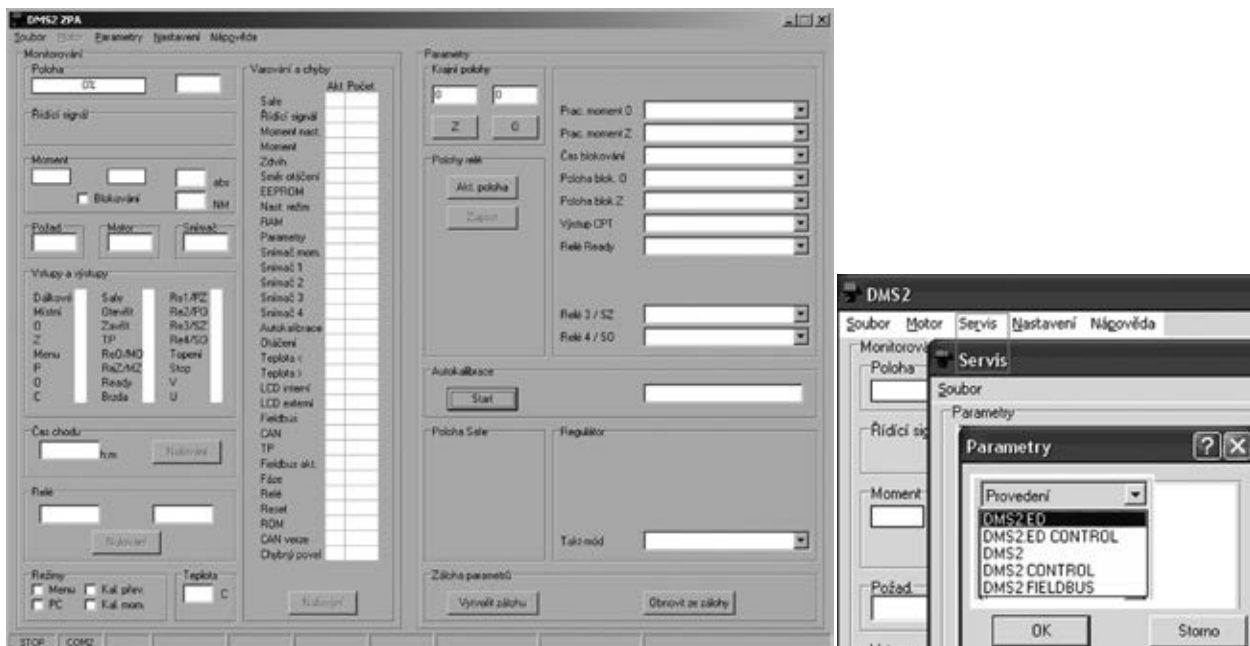 DMS2 ZPA
Soubor Motor Parametry Nastavení Nápověda
Monitorování
Poloha
0%
Řídící signál
Moment
abs
Blokování
NM
Požad.
Motor
Snímač
Vstupy a výstupy
Dálkově Safe Re1/PZ
Místní Otevřít Re2/PO
O Zavřít Re3/SZ
Z TP Re4/SO
Menu ReO/MO Topení
P ReZ/MZ Stop
O Ready V
C Brzda U
Čas chodu
h:m
Nulování
Relé
Nulování
Režimy
Menu Kal. přev.
PC Kal. mom.
Teplota
C
Varování a chyby
Akt. Počet.
Safe
Řídící signál
Moment nast.
Moment
Zdvih
Směr otáčení
EEPROM
Nast. režim
RAM
Parametry
Snímač mom.
Snímač 1
Snímač 2
Snímač 3
Snímač 4
Autokalibrace
Otáčení
Teplota <
Teplota >
LCD interní
LCD externí
Fieldbus
CAN
TP
Fieldbus akt.
Fáze
Relé
Reset
ROM
CAN verze
Chybný povel
Nulování
Parametry
Krajní polohy
0 0
Z O
Polohy relé
Akt. poloha
Zapsat
Prac. moment O
Prac. moment Z
Čas blokování
Poloha blok. O
Poloha blok. Z
Výstup CPT
Relé Ready
Relé 3 / SZ
Relé 4 / SO
Autokalibrace
Start
Poloha Safe
Regulátor
Takt-mód
Záloha parametrů
Vytvořit zálohu
Obnovit ze zálohy
STOP COM2
DMS2
Soubor Motor Servis Nastavení Nápověda
Monitorov
Poloha
Řídící sig
Moment
Požad.
Servis
Soubor
Parametry
Parametry
Provedení
DMS2.ED
DMS2.ED CONTROL
DMS2
DMS2 CONTROL
DMS2 FIELDBUS
OK
Storno